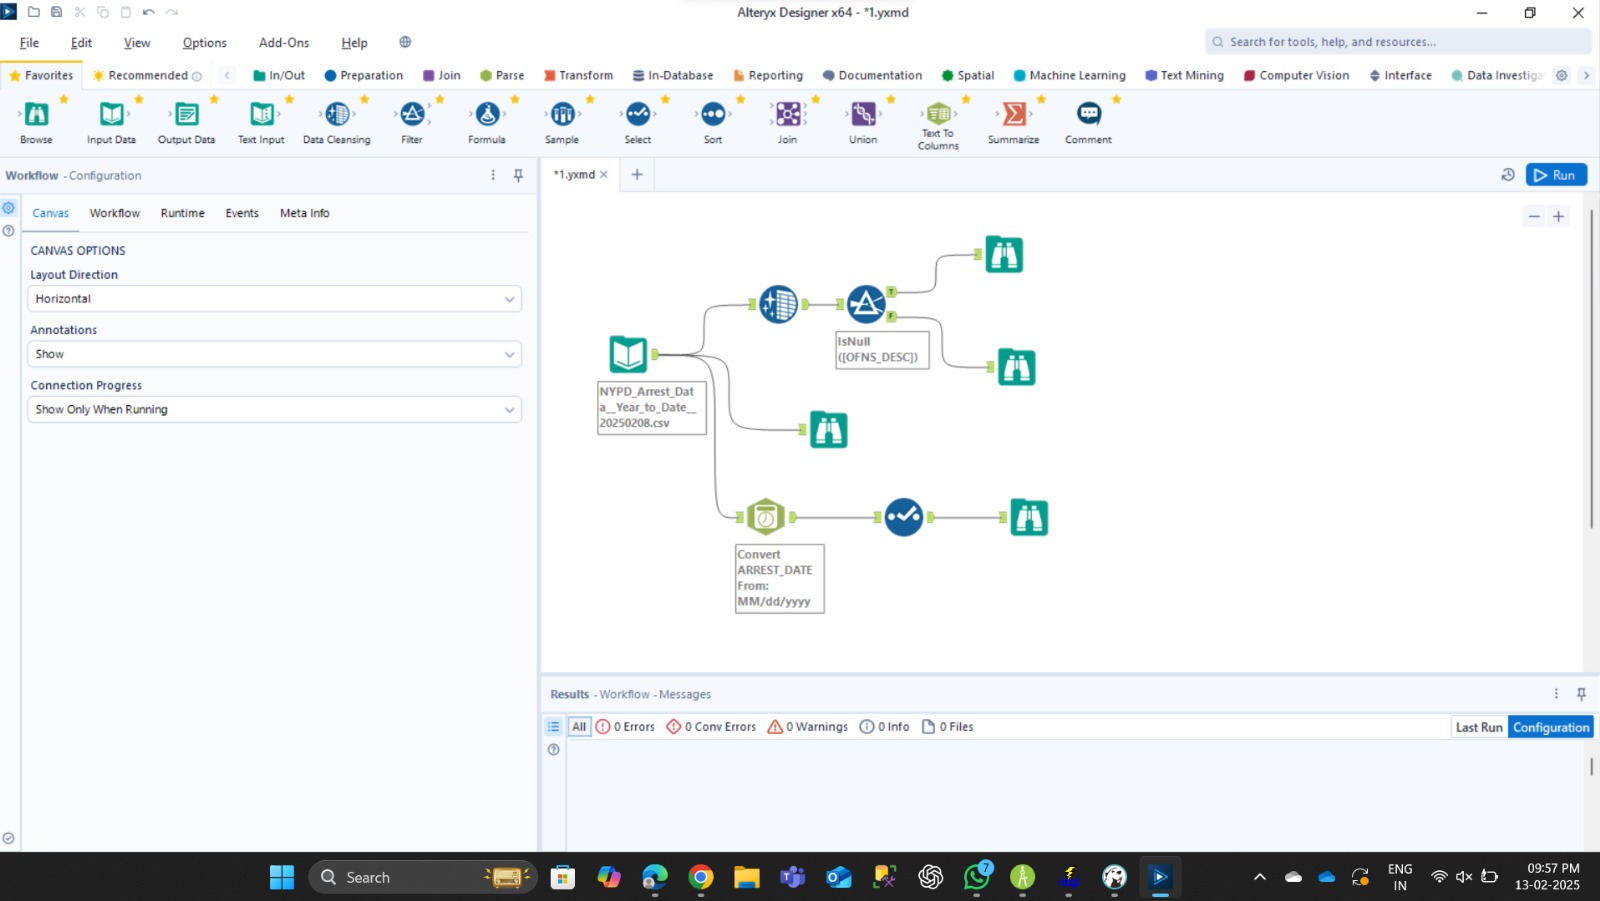 Alteryx Designer x64 - *1.yxmd
File Edit View Options Add-Ons Help
Search for tools, help, and resources...
Favorites Recommended In/Out Preparation Join Parse Transform In-Database Reporting Documentation Spatial Machine Learning Text Mining Computer Vision Interface Data Investiga
Browse Input Data Output Data Text Input Data Cleansing Filter Formula Sample Select Sort Join Union Text To Columns Summarize Comment
Workflow - Configuration
*1.yxmd
Run
Canvas Workflow Runtime Events Meta Info
CANVAS OPTIONS
Layout Direction
Horizontal
Annotations
Show
Connection Progress
Show Only When Running
T
F
IsNull
([OFNS_DESC])
NYPD_Arrest_Dat
a__Year_to_Date__
20250208.csv
Convert
ARREST_DATE
From:
MM/dd/yyyy
Results - Workflow - Messages
All 0 Errors 0 Conv Errors 0 Warnings 0 Info 0 Files
Last Run Configuration
Search
7
ENG
IN
09:57 PM
13-02-2025